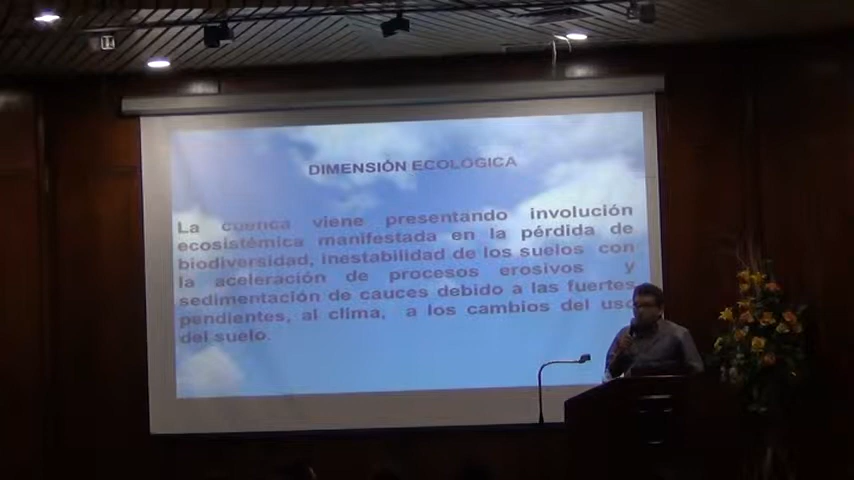 DIMENSIÓN ECOLÓGICA
La cuenca viene presentando involución
ecosistémica manifestada en la pérdida de
biodiversidad, inestabilidad de los suelos con
la aceleración de procesos erosivos y
sedimentación de cauces debido a las fuertes
pendientes, al clima, a los cambios del uso
del suelo.